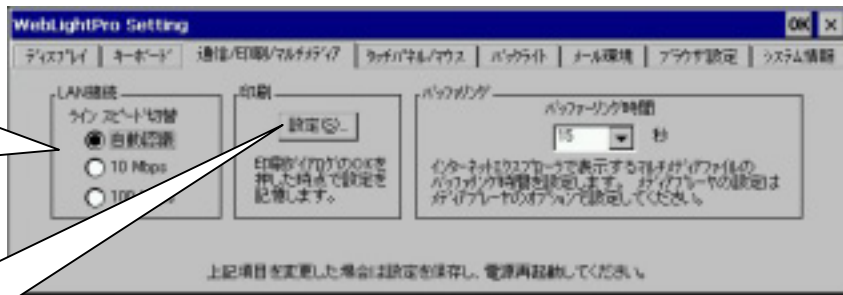 WebLightPro Setting
OK ×
ディスプレイ キーボード 通信/印刷/マルチメディア タッチパネル/マウス バックライト メール環境 ブラウザ設定 システム情報
LAN接続
ライン スピード切替
自動認識
10 Mbps
100
印刷
設定(S)...
印刷ダイアログのOKを
押した時点で設定を
記憶します。
バッファリング
バッファーリング時間
15 秒
インターネットエクスプローラで表示するマルチメディアファイルの
バッファリング時間を設定します。 メディアプレーヤの設定は
メディアプレーヤのオプションで設定してください。
上記項目を変更した場合は設定を保存し、電源再起動してください。